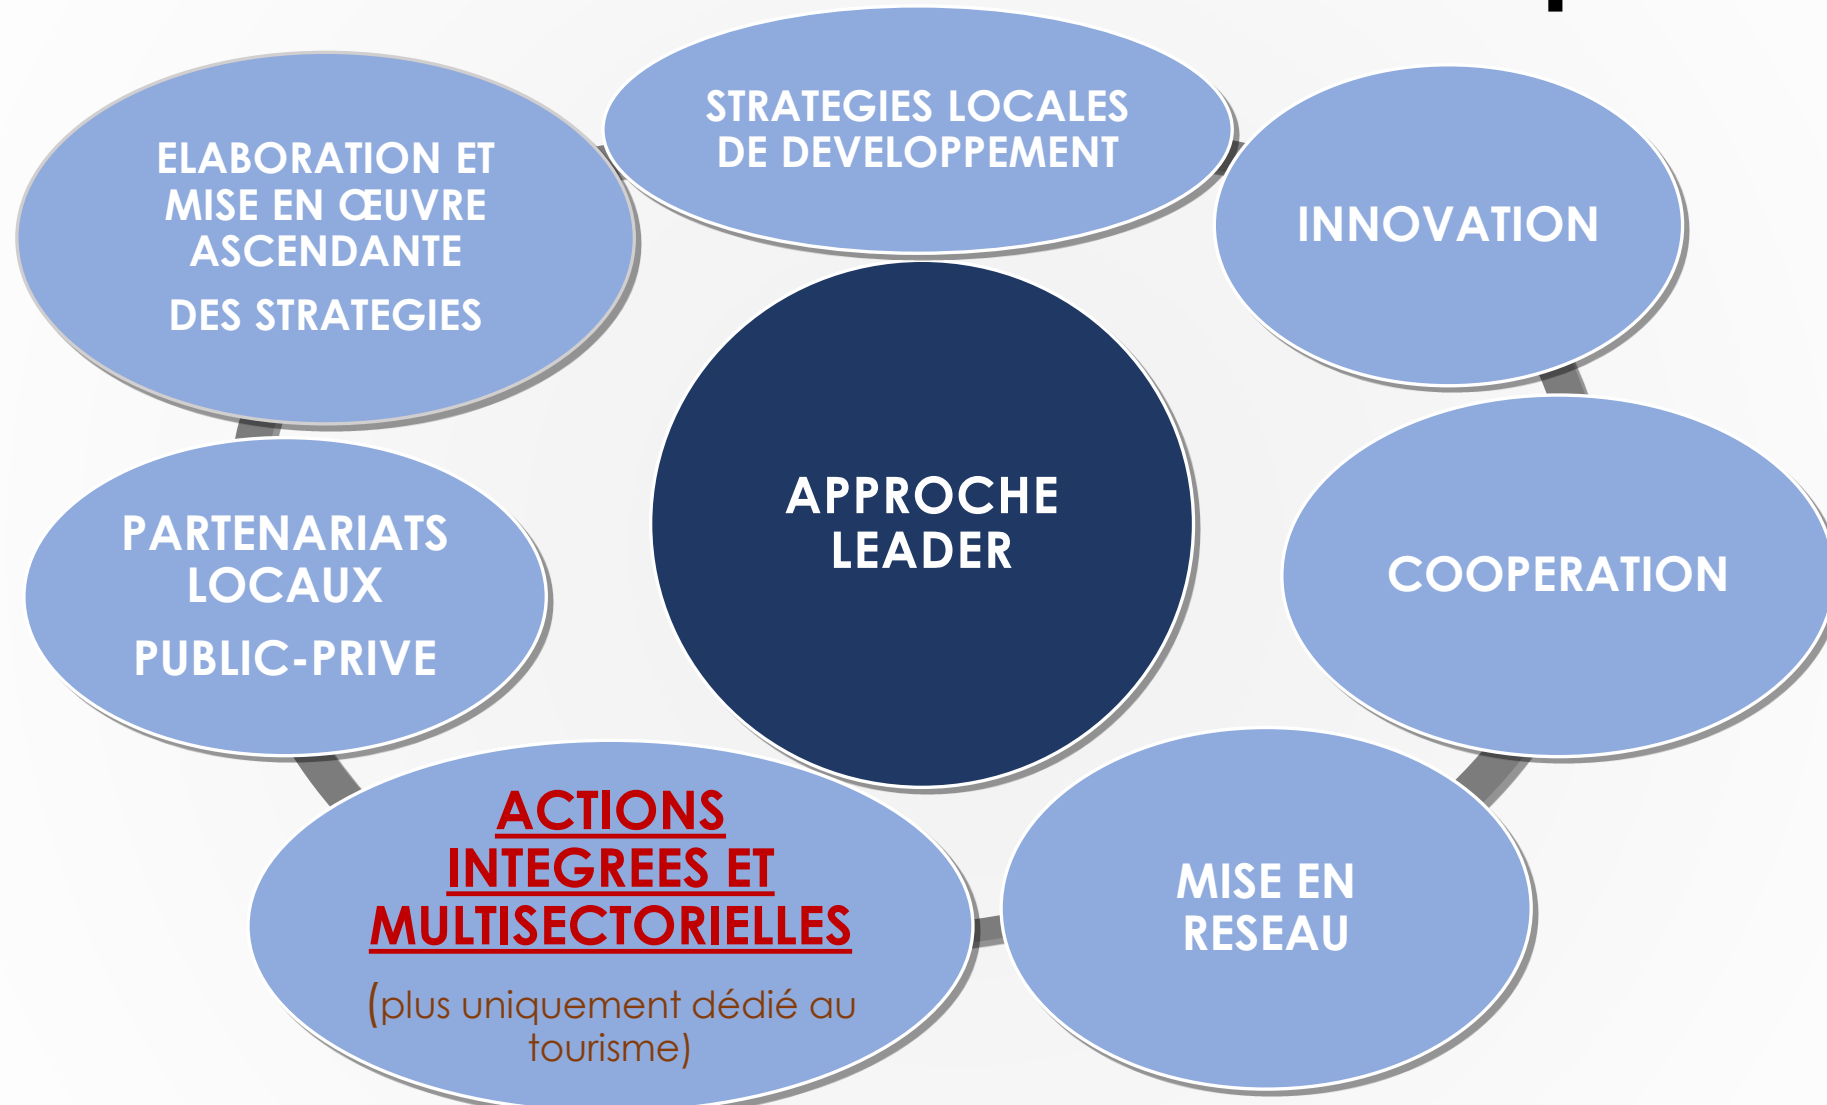 STRATEGIES LOCALES
DE DEVELOPPEMENT
INNOVATION
COOPERATION
MISE EN
RESEAU
ACTIONS
INTEGREES ET
MULTISECTORIELLES
(plus uniquement dédié au
tourisme)
PARTENARIATS
LOCAUX
PUBLIC-PRIVE
ELABORATION ET
MISE EN ŒUVRE
ASCENDANTE
DES STRATEGIES
APPROCHE
LEADER